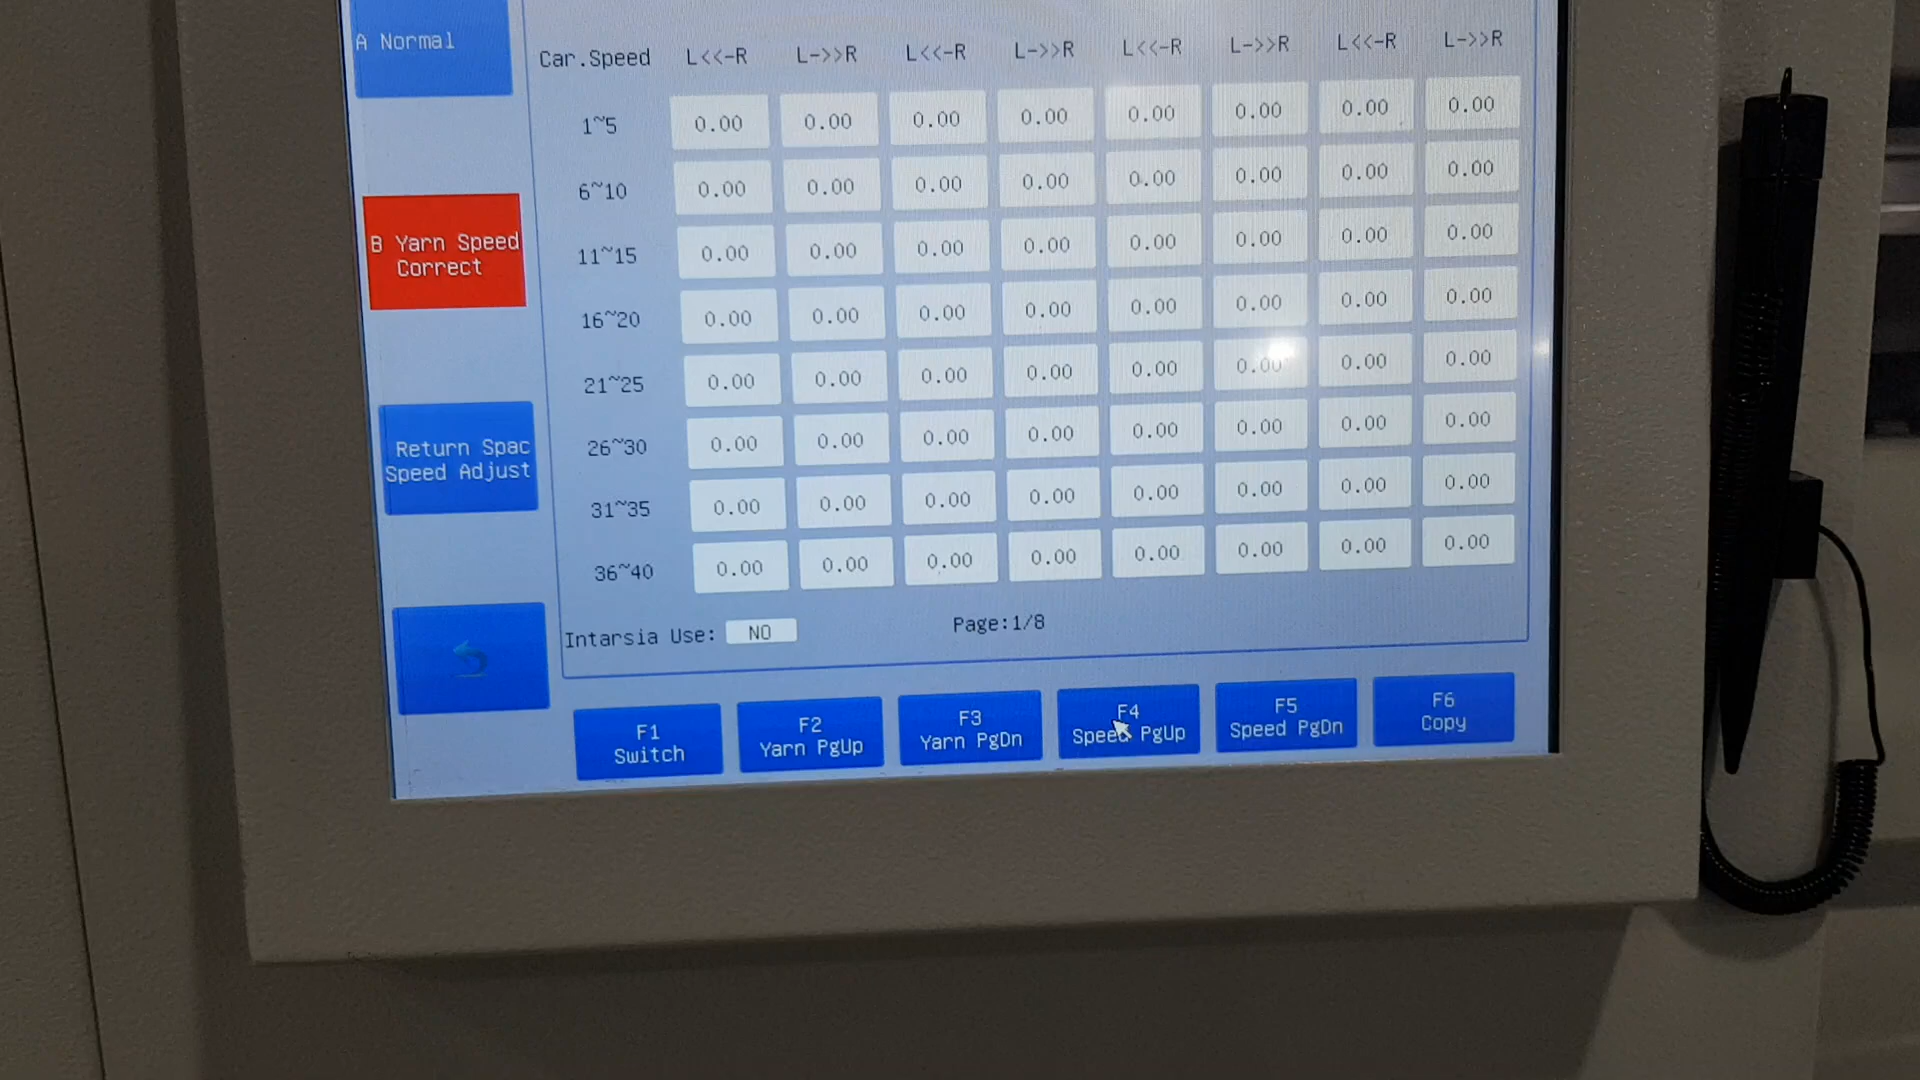 A Normal
Car.Speed L<<-R L->>R L<<-R L->>R L<<-R L->>R L<<-R L->>R
1~5 0.00 0.00 0.00 0.00 0.00 0.00 0.00 0.00
6~10 0.00 0.00 0.00 0.00 0.00 0.00 0.00 0.00
B Yarn Speed
Correct
11~15 0.00 0.00 0.00 0.00 0.00 0.00 0.00 0.00
16~20 0.00 0.00 0.00 0.00 0.00 0.00 0.00 0.00
21~25 0.00 0.00 0.00 0.00 0.00 0.00 0.00 0.00
26~30 0.00 0.00 0.00 0.00 0.00 0.00 0.00 0.00
Return Spac
Speed Adjust
31~35 0.00 0.00 0.00 0.00 0.00 0.00 0.00 0.00
36~40 0.00 0.00 0.00 0.00 0.00 0.00 0.00 0.00
Intarsia Use: NO Page:1/8
F1
Switch
F2
Yarn PgUp
F3
Yarn PgDn
F4
Speed PgUp
F5
Speed PgDn
F6
Copy